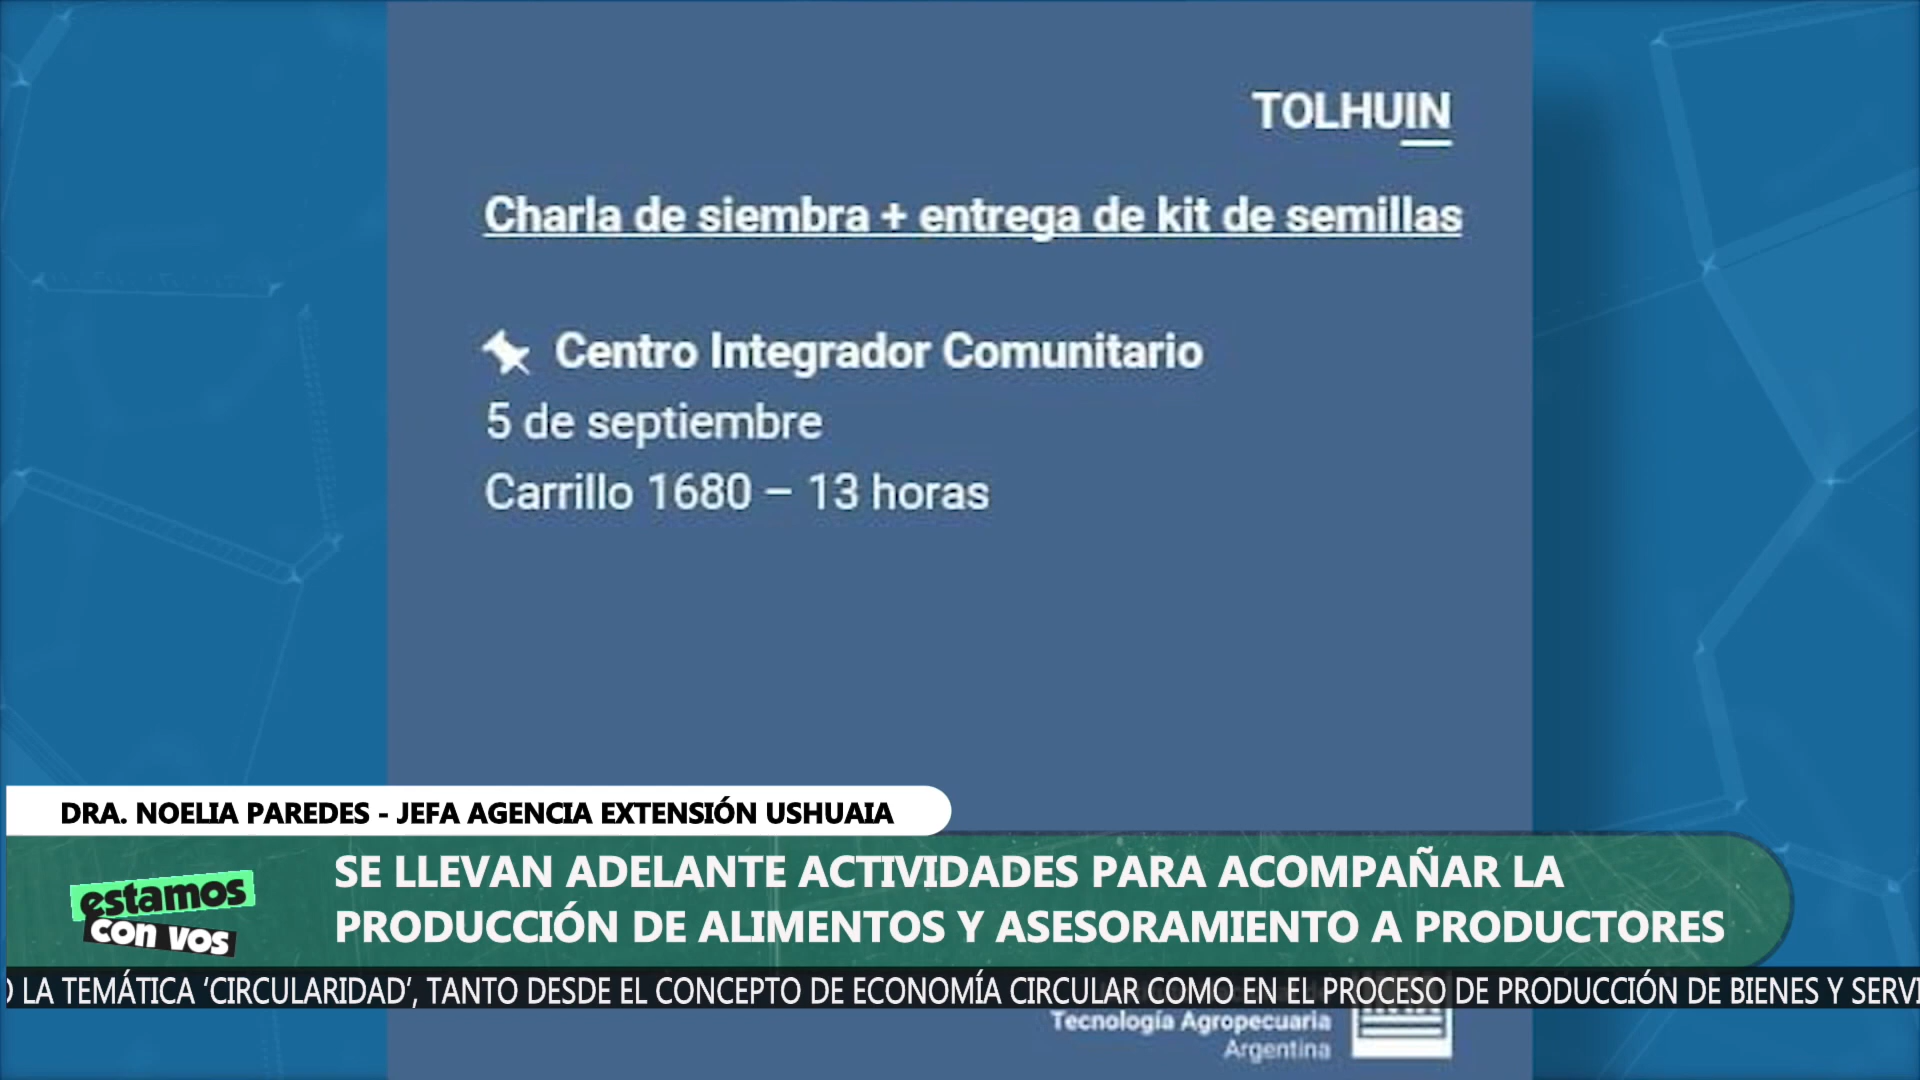 TOLHUIN
Charla de siembra + entrega de kit de semillas
Centro Integrador Comunitario
5 de septiembre
Carrillo 1680 – 13 horas
DRA. NOELIA PAREDES - JEFA AGENCIA EXTENSIÓN USHUAIA
estamos
con vos
SE LLEVAN ADELANTE ACTIVIDADES PARA ACOMPAÑAR LA
PRODUCCIÓN DE ALIMENTOS Y ASESORAMIENTO A PRODUCTORES
LA TEMÁTICA ‘CIRCULARIDAD’, TANTO DESDE EL CONCEPTO DE ECONOMÍA CIRCULAR COMO EN EL PROCESO DE PRODUCCIÓN DE BIENES Y SERVI
Tecnología Agropecuaria
Argentina